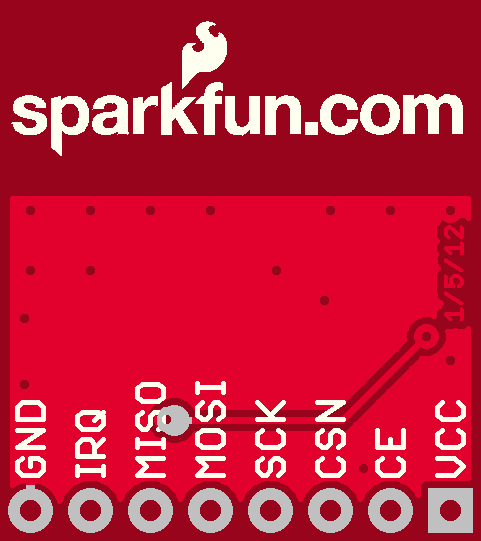 sparkfun.com
1/5/12
GND
IRQ
MISO
MOSI
SCK
CSN
CE
VCC